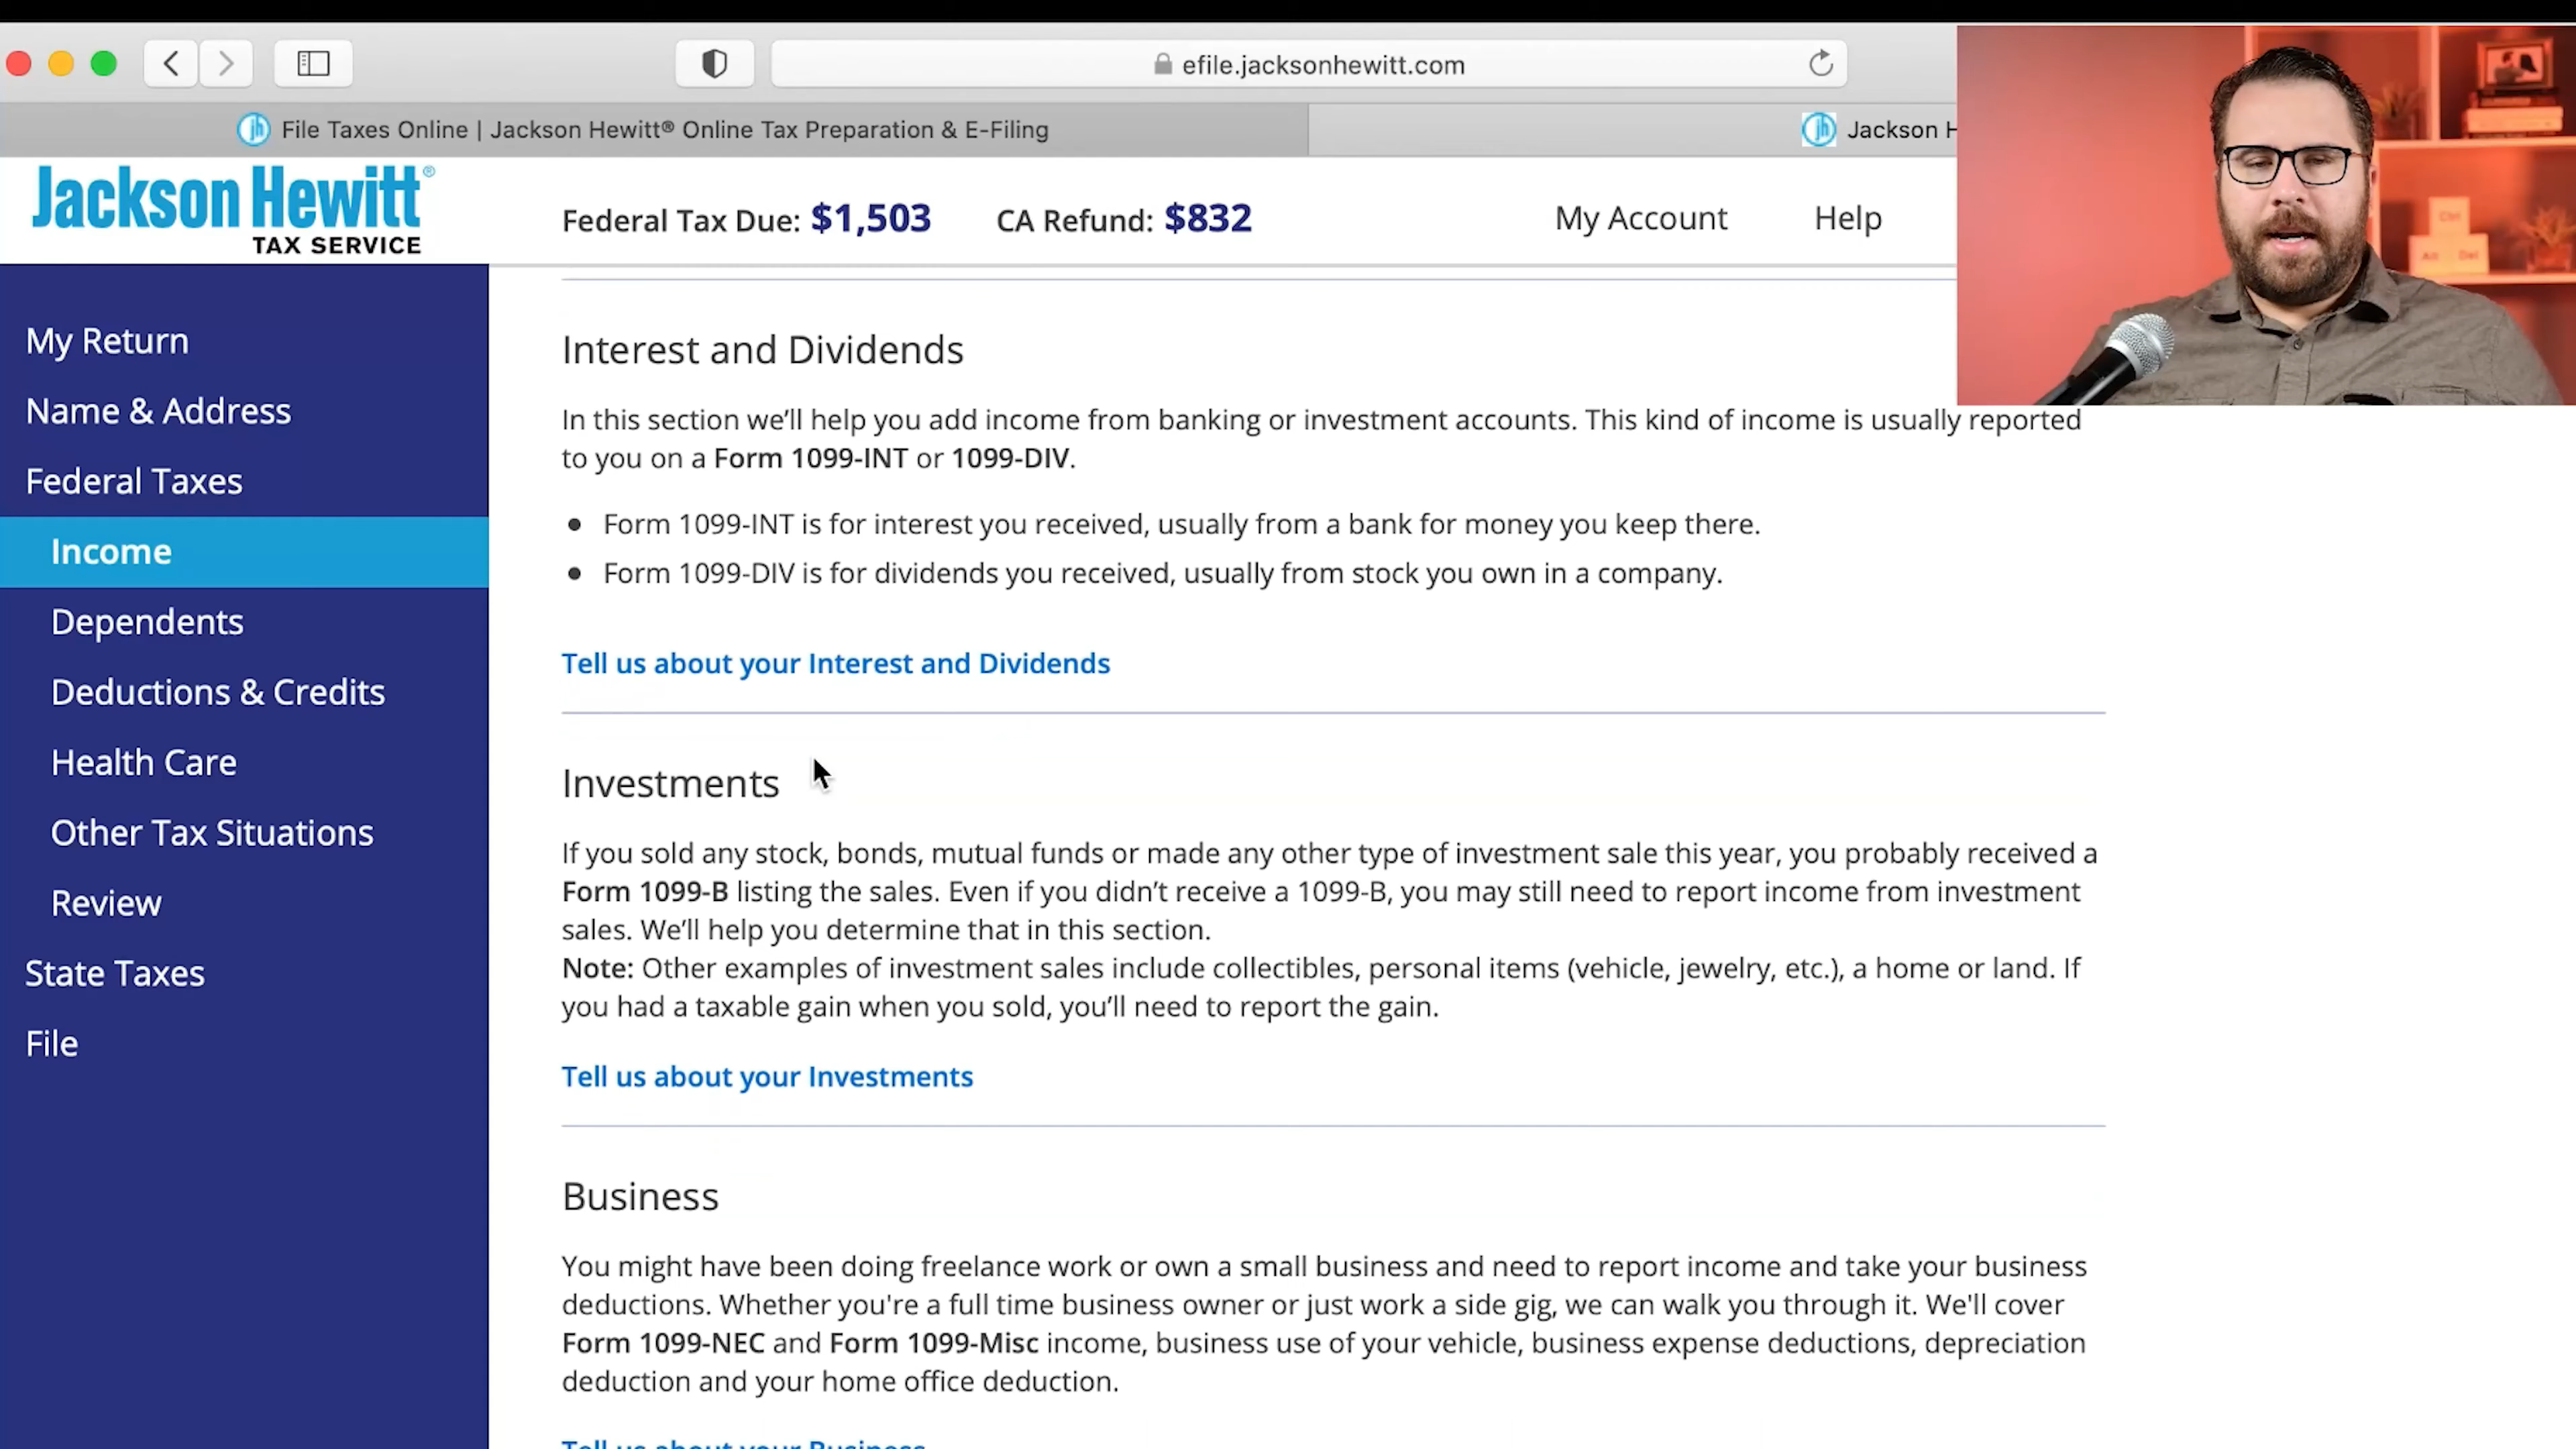 efile.jacksonhewitt.com
File Taxes Online | Jackson Hewitt® Online Tax Preparation & E-Filing
Jackson H
Jackson Hewitt®
TAX SERVICE
Federal Tax Due: $1,503
CA Refund: $832
My Account
Help
My Return
Name & Address
Federal Taxes
Income
Dependents
Deductions & Credits
Health Care
Other Tax Situations
Review
State Taxes
File
Interest and Dividends
In this section we’ll help you add income from banking or investment accounts. This kind of income is usually reported
to you on a Form 1099-INT or 1099-DIV.
• Form 1099-INT is for interest you received, usually from a bank for money you keep there.
• Form 1099-DIV is for dividends you received, usually from stock you own in a company.
Tell us about your Interest and Dividends
Investments
If you sold any stock, bonds, mutual funds or made any other type of investment sale this year, you probably received a
Form 1099-B listing the sales. Even if you didn’t receive a 1099-B, you may still need to report income from investment
sales. We’ll help you determine that in this section.
Note: Other examples of investment sales include collectibles, personal items (vehicle, jewelry, etc.), a home or land. If
you had a taxable gain when you sold, you’ll need to report the gain.
Tell us about your Investments
Business
You might have been doing freelance work or own a small business and need to report income and take your business
deductions. Whether you're a full time business owner or just work a side gig, we can walk you through it. We'll cover
Form 1099-NEC and Form 1099-Misc income, business use of your vehicle, business expense deductions, depreciation
deduction and your home office deduction.
Tell us about your Business
Ctrl
Alt
Del